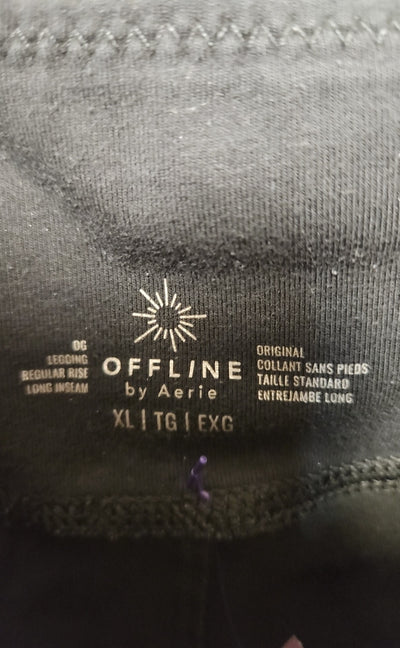 OG
LEGGING
REGULAR RISE
LONG INSEAM
OFFLINE
by Aerie
XL | TG | EXG
ORIGINAL
COLLANT SANS PIEDS
TAILLE STANDARD
ENTREJAMBE LONG